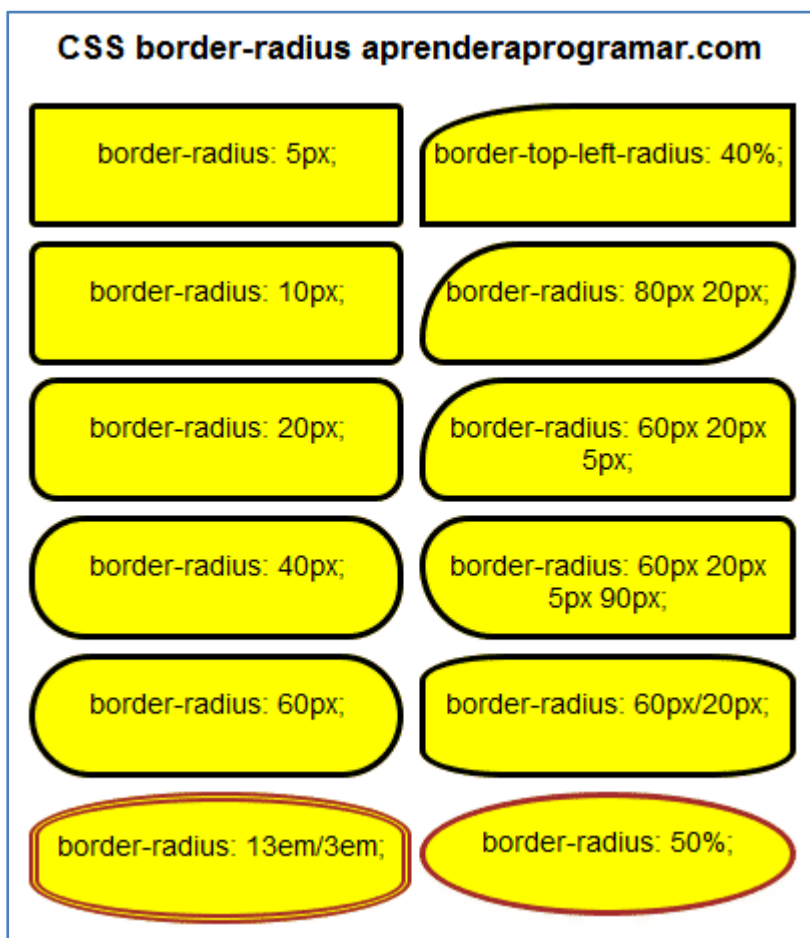 CSS border-radius aprenderaprogramar.com
border-radius: 5px;
border-top-left-radius: 40%;
border-radius: 10px;
border-radius: 80px 20px;
border-radius: 20px;
border-radius: 60px 20px
5px;
border-radius: 40px;
border-radius: 60px 20px
5px 90px;
border-radius: 60px;
border-radius: 60px/20px;
border-radius: 13em/3em;
border-radius: 50%;